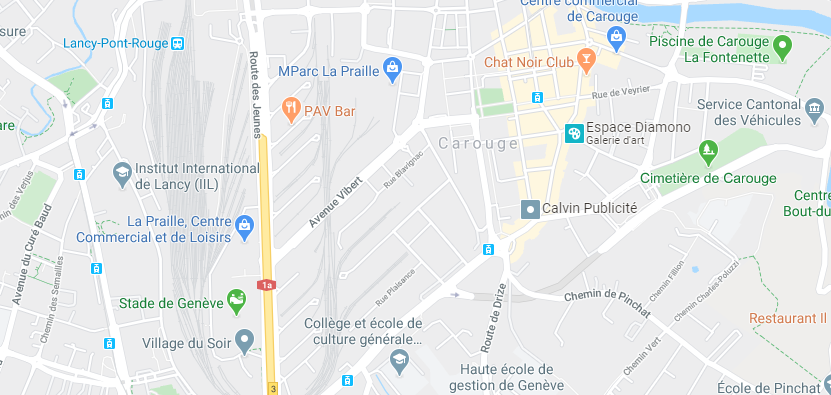 Centre commercial
de Carouge
ssure
Lancy-Pont-Rouge
Piscine de Carouge
La Fontenette
Route des Jeunes
MParc La Praille
Chat Noir Club
Rue de Veyrier
PAV Bar
Service Cantonal
des Véhicules
Espace Diamono
Galerie d'art
Carouge
Institut International
de Lancy (IIL)
Rue Blavignac
Cimetière de Carouge
Chemin des Verjus
Avenue Vibert
Centre
Bout-du
Calvin Publicité
La Praille, Centre
Commercial et de Loisirs
Avenue du Curé Baud
Chemin des Semailles
1a
Rue Plaisance
Chemin Fillion
Chemin Charles-Poluzzi
Stade de Genève
Chemin de Pinchat
Route de Drize
Restaurant Il
Collège et école de
culture générale...
Village du Soir
Chemin Vert
Haute école de
gestion de Genève
École de Pinchat
3